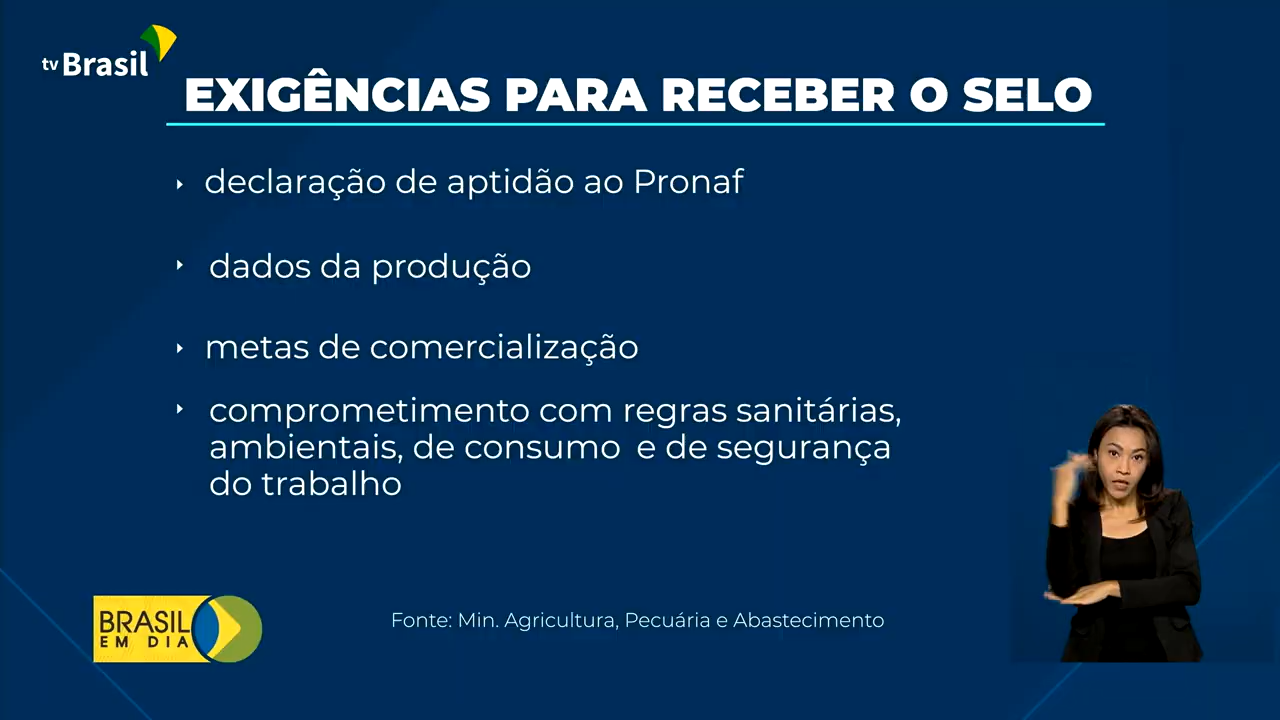 tv Brasil
EXIGÊNCIAS PARA RECEBER O SELO
declaração de aptidão ao Pronaf
dados da produção
metas de comercialização
comprometimento com regras sanitárias,
ambientais, de consumo e de segurança
do trabalho
BRASIL
EM DIA
Fonte: Min. Agricultura, Pecuária e Abastecimento